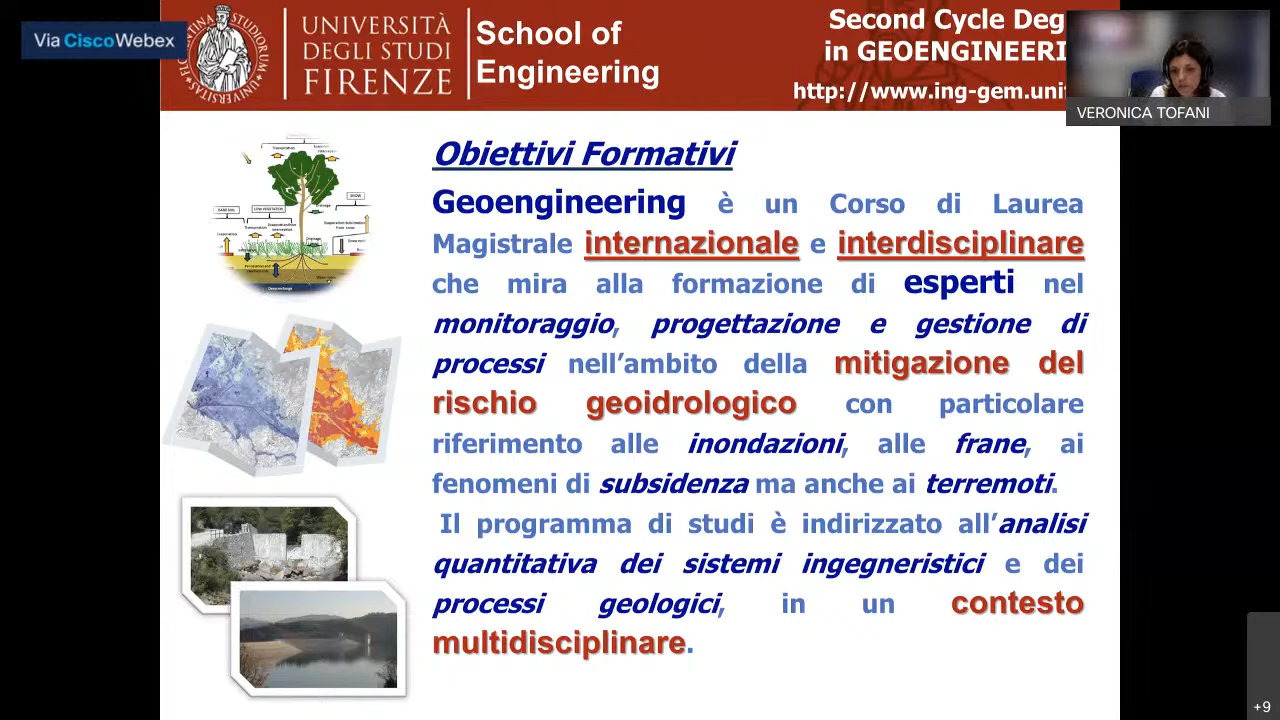 Via Cisco Webex
UNIVERSITÀ
DEGLI STUDI
FIRENZE
School of
Engineering
Second Cycle Deg
in GEOENGINEERI
http://www.ing-gem.unif
VERONICA TOFANI
Obiettivi Formativi
Geoengineering è un Corso di Laurea
Magistrale internazionale e interdisciplinare
che mira alla formazione di esperti nel
monitoraggio, progettazione e gestione di
processi nell’ambito della mitigazione del
rischio geoidrologico con particolare
riferimento alle inondazioni, alle frane, ai
fenomeni di subsidenza ma anche ai terremoti.
Il programma di studi è indirizzato all’analisi
quantitativa dei sistemi ingegneristici e dei
processi geologici, in un contesto
multidisciplinare.
+9